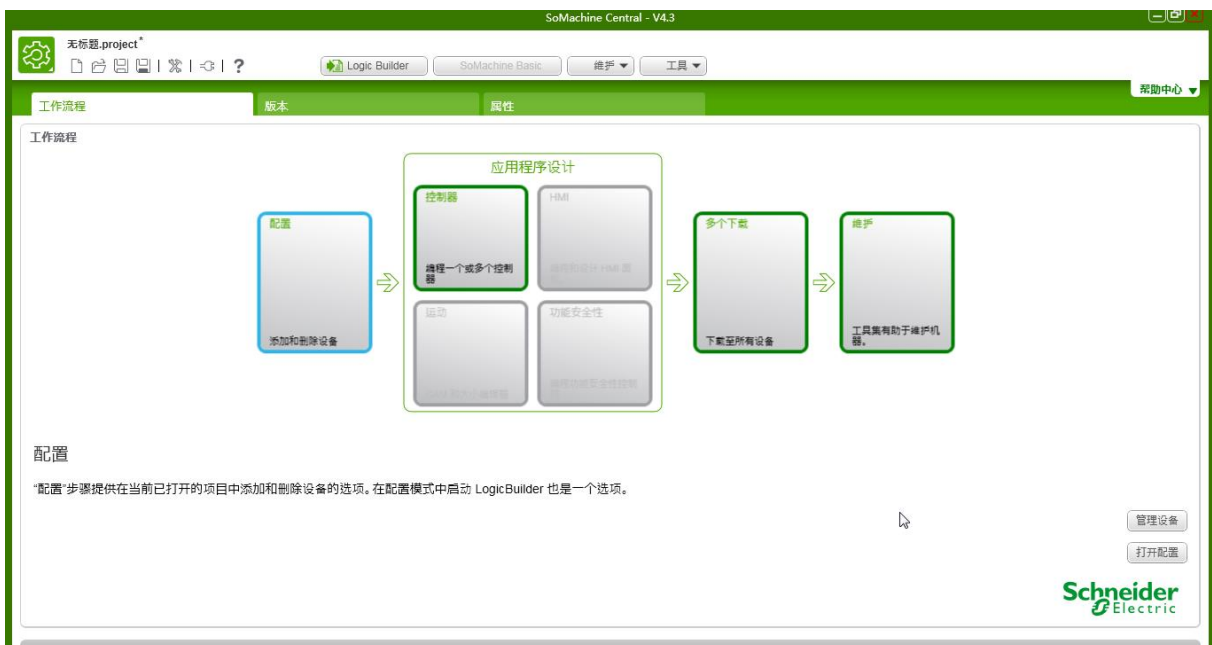 SoMachine Central - V4.3
无标题.project*
?
Logic Builder
SoMachine Basic
维护
工具
帮助中心
工作流程
版本
属性
工作流程
应用程序设计
配置
添加和删除设备
控制器
编程一个或多个控制
器
HMI
运动
功能安全性
多个下载
下载至所有设备
维护
工具集有助于维护机
器。
配置
“配置”步骤提供在当前已打开的项目中添加和删除设备的选项。在配置模式中启动 LogicBuilder 也是一个选项。
管理设备
打开配置
Schneider
Electric